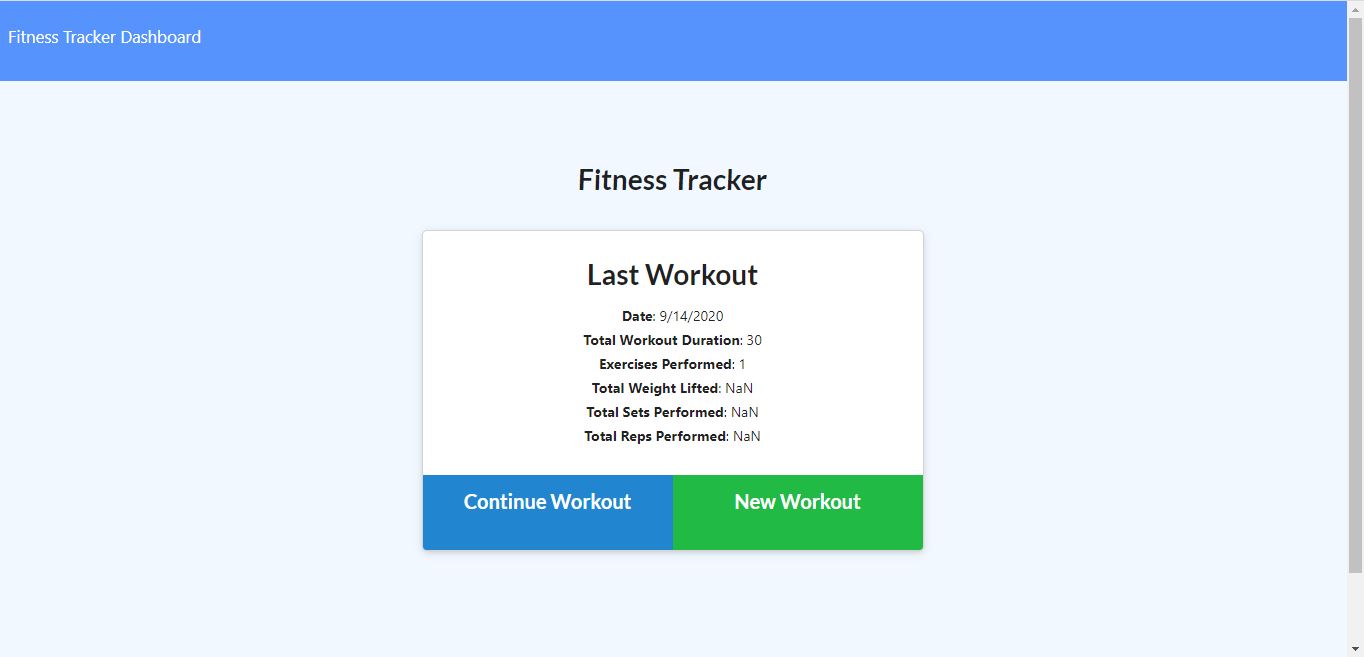 Fitness Tracker Dashboard
Fitness Tracker
Last Workout
Date: 9/14/2020
Total Workout Duration: 30
Exercises Performed: 1
Total Weight Lifted: NaN
Total Sets Performed: NaN
Total Reps Performed: NaN
Continue Workout New Workout